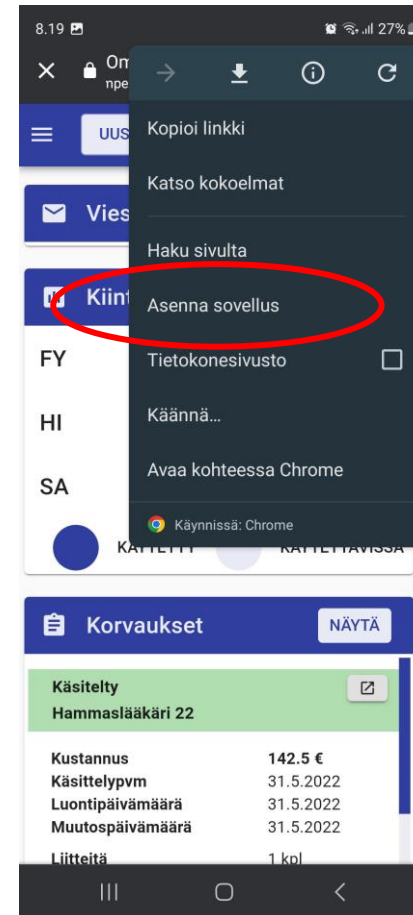 8.19 27%
Om
npe
UUS
Kopioi linkki
Katso kokoelmat
Vies
Haku sivulta
Kiint
Asenna sovellus
FY
Tietokonesivusto
HI
Käännä…
SA
Avaa kohteessa Chrome
Käynnissä: Chrome
KÄYTETTY KÄYTETTÄVISSÄ
Korvaukset NÄYTÄ
Käsitelty
Hammaslääkäri 22
Kustannus 142.5 €
Käsittelypvm 31.5.2022
Luontipäivämäärä 31.5.2022
Muutospäivämäärä 31.5.2022
Liitteitä 1 kpl